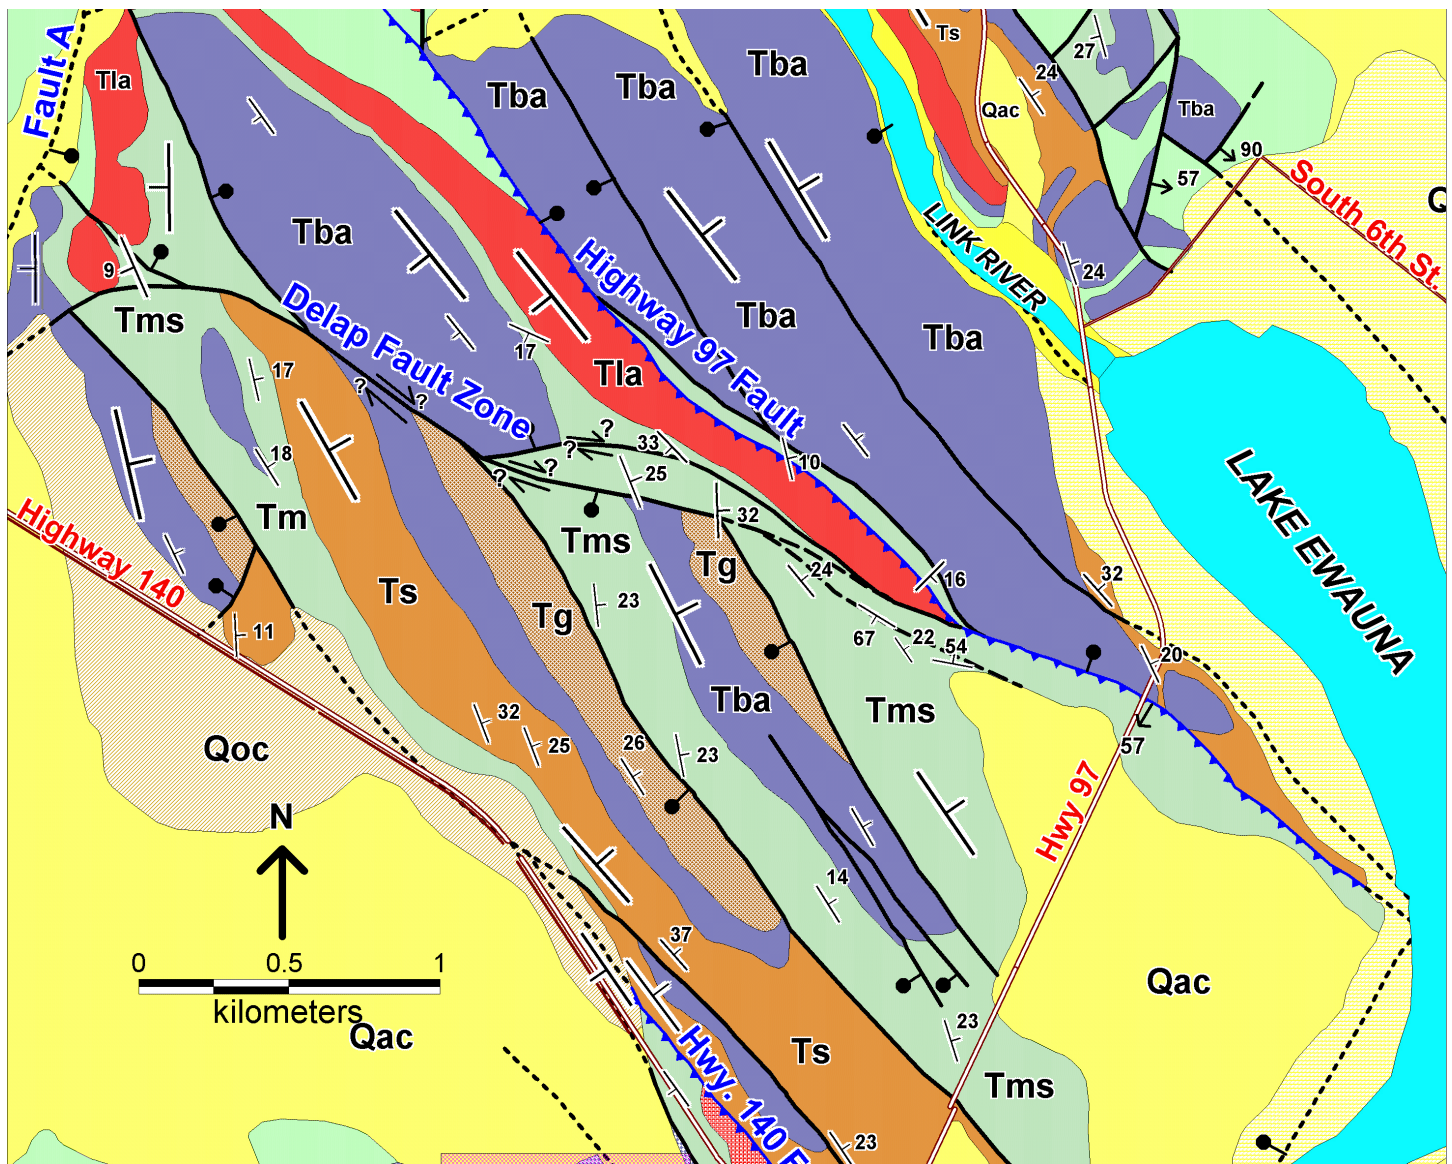 Fault A
Tla
Tba
Tba
Tba
Ts
27
24
Qac
Tba
90
57
South 6th St.
Q
Tba
LINK RIVER
24
9
Tms
Delap Fault Zone
Highway 97 Fault
Tba
Tba
17
Tla
17
?
?
?
?
?
?
33
25
10
18
LAKE EWAUNA
Highway 140
Tm
32
Tms
Tg
24
16
32
Ts
Tg
23
11
67
22
54
20
Tba
Tms
32
25
26
23
57
Qoc
N
Hwy 97
14
37
0
0.5
1
kilometers
Qac
Qac
23
Hwy. 140 F
Ts
Tms
23